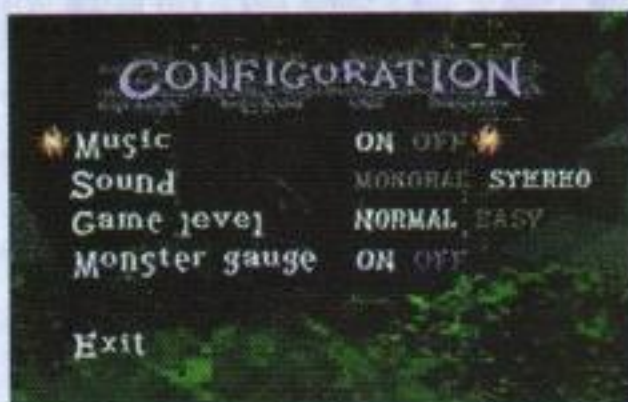 CONFIGURATION
Music ON OFF
Sound MONORAL STEREO
Game level NORMAL EASY
Monster gauge ON OFF
Exit